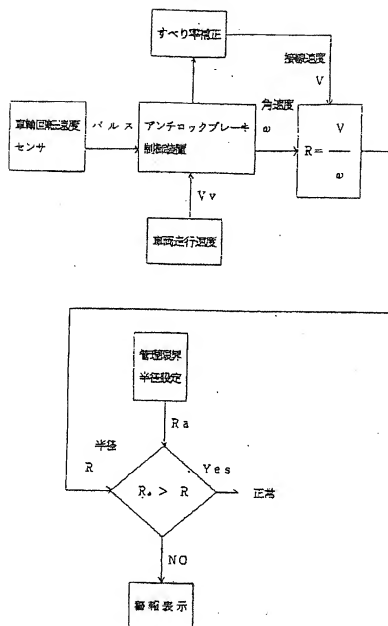 すべり率補正
接線速度
V
車輪回転速度
センサ
パルス
アンチロックブレーキ
制御装置
角速度
ω
R=
V
ω
Vv
車両走行速度
管理限界
半径設定
Ra
半径
R
Ra > R
Yes
正常
NO
警報表示